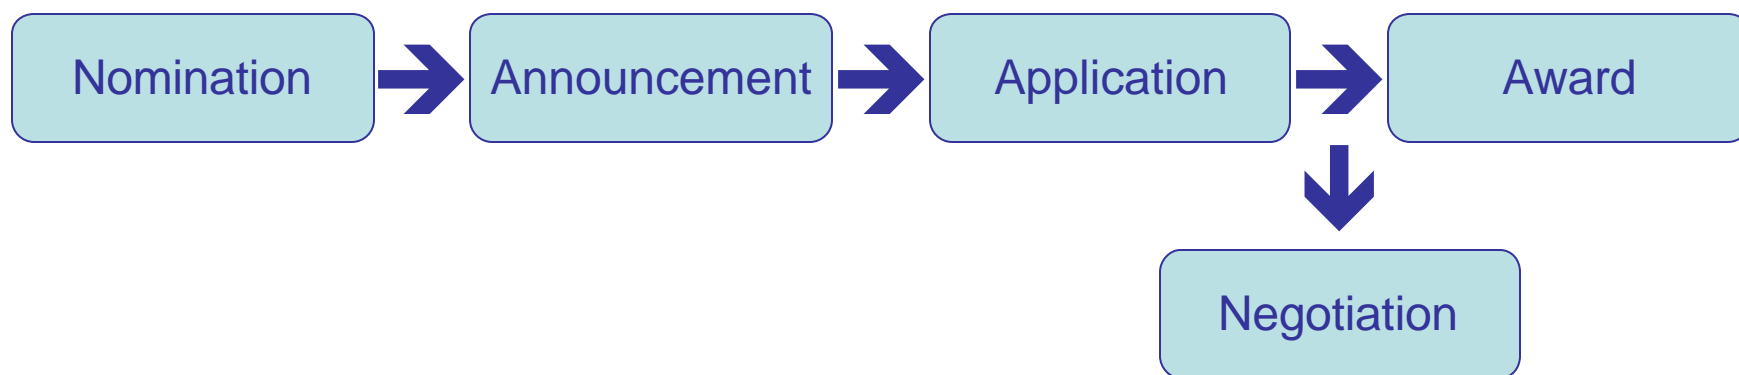 Nomination
Announcement
Application
Award
Negotiation